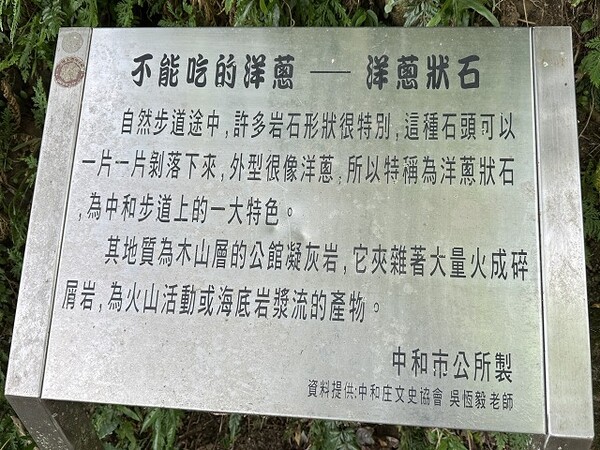 不能吃的洋蔥 —— 洋蔥狀石
自然步道途中,許多岩石形狀很特別,這種石頭可以
一片一片剝落下來,外型很像洋蔥,所以特稱為洋蔥狀石
,為中和步道上的一大特色。
其地質為木山層的公館凝灰岩,它夾雜著大量火成碎
屑岩,為火山活動或海底岩漿流的產物。
中和市公所製
資料提供:中和庄文史協會 吳恆毅老師